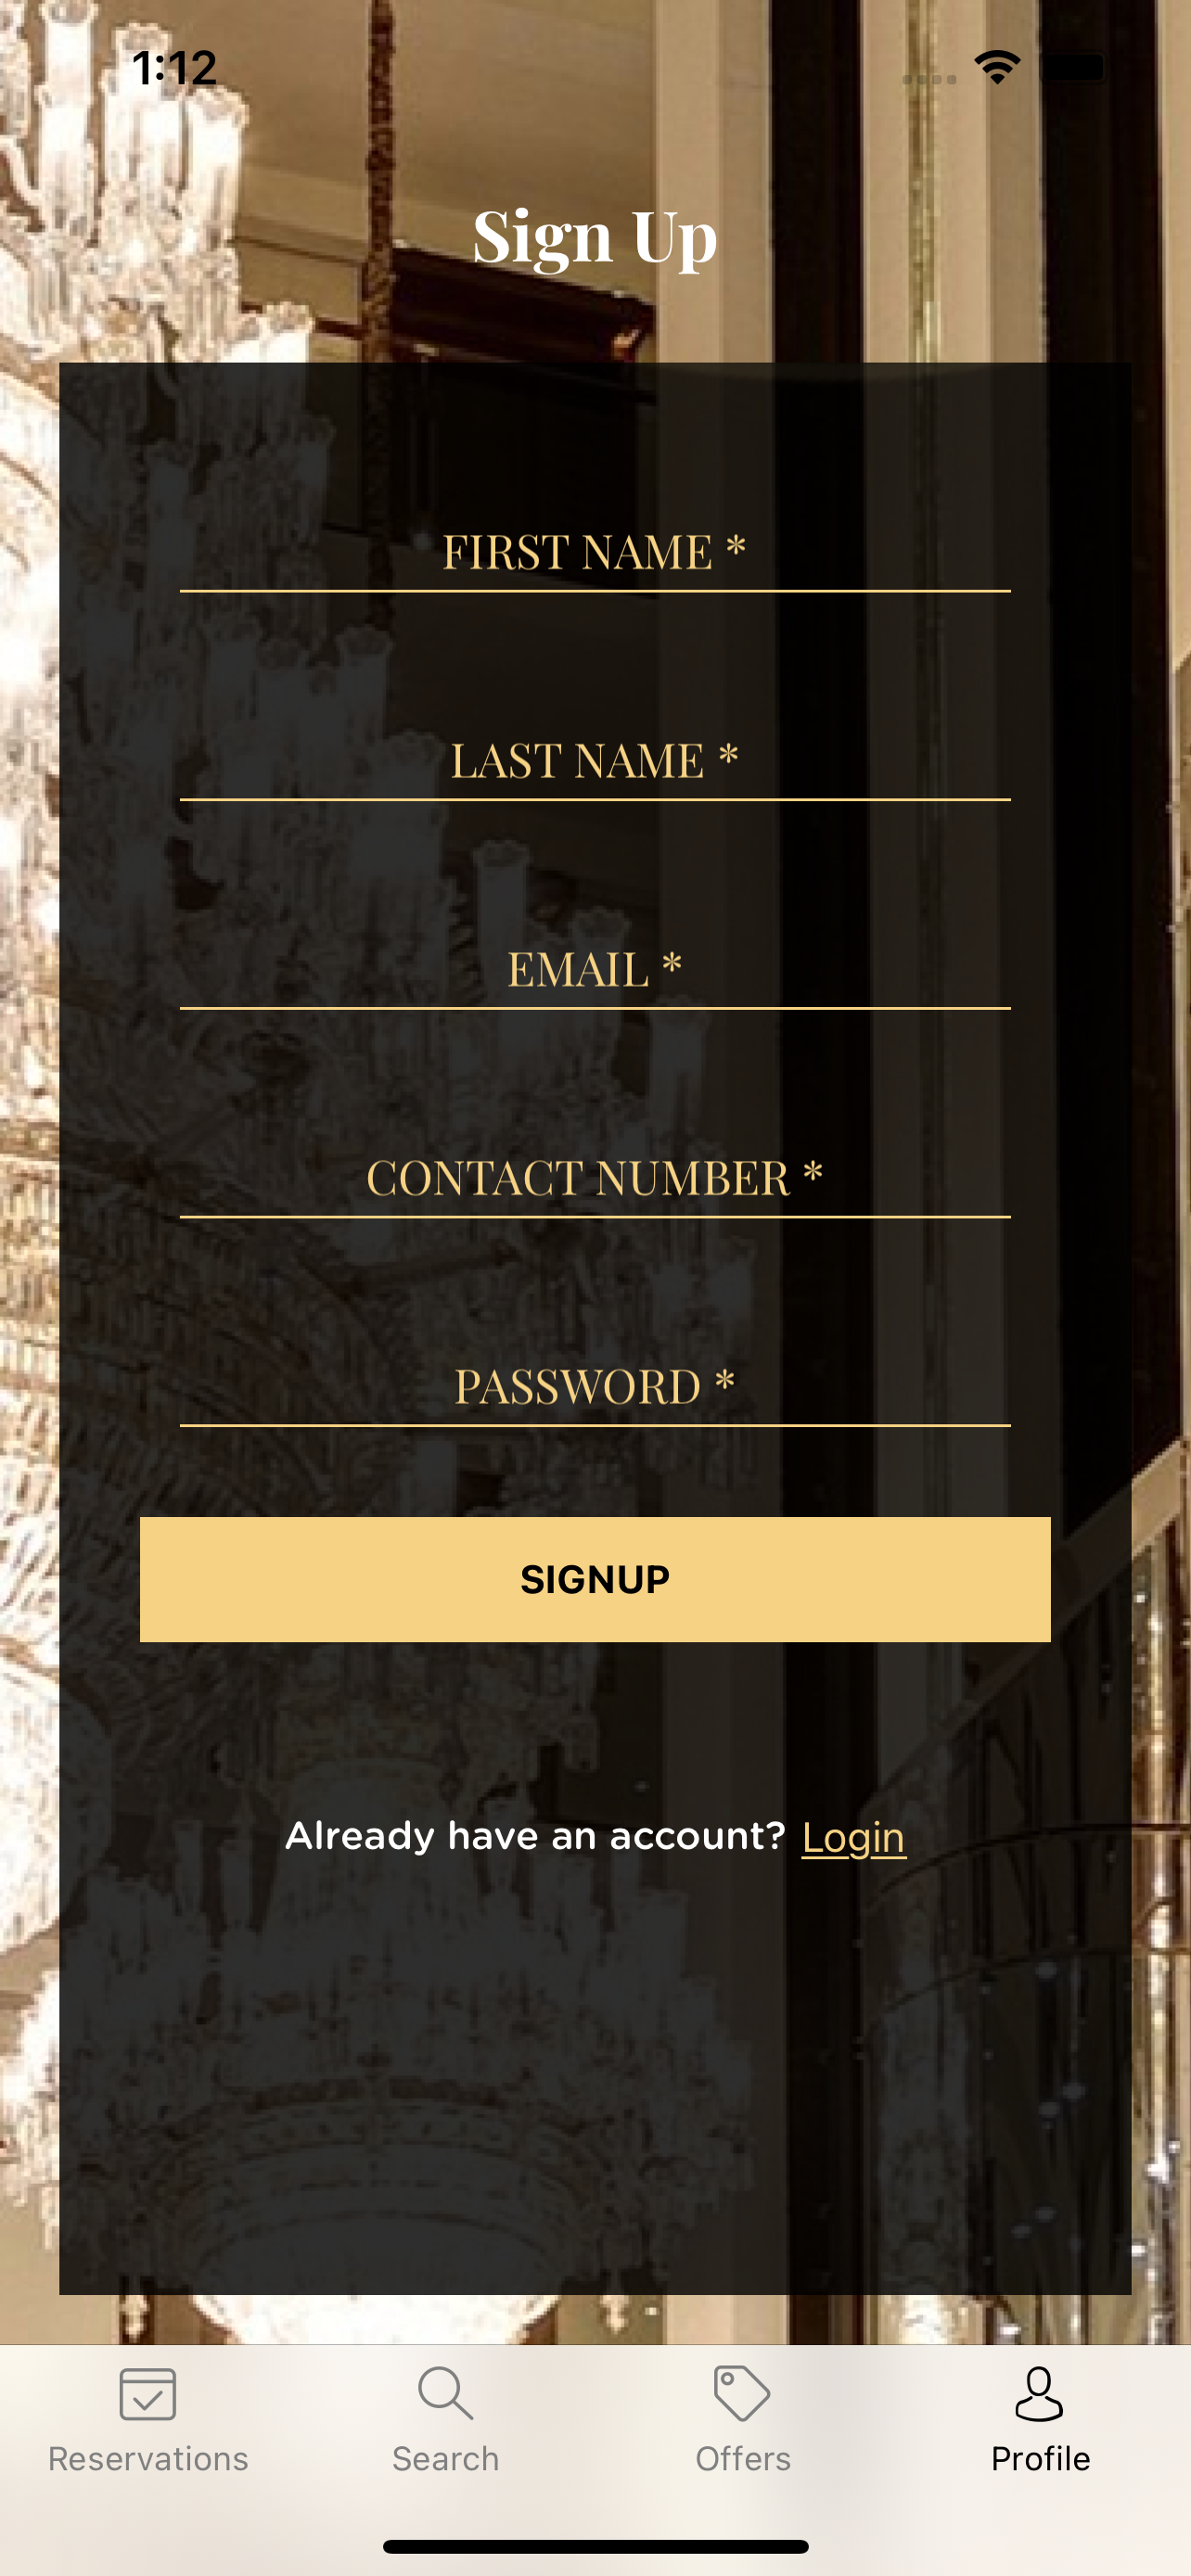 1:12
Sign Up
FIRST NAME *
LAST NAME *
EMAIL *
CONTACT NUMBER *
PASSWORD *
SIGNUP
Already have an account? Login
Reservations Search Offers Profile